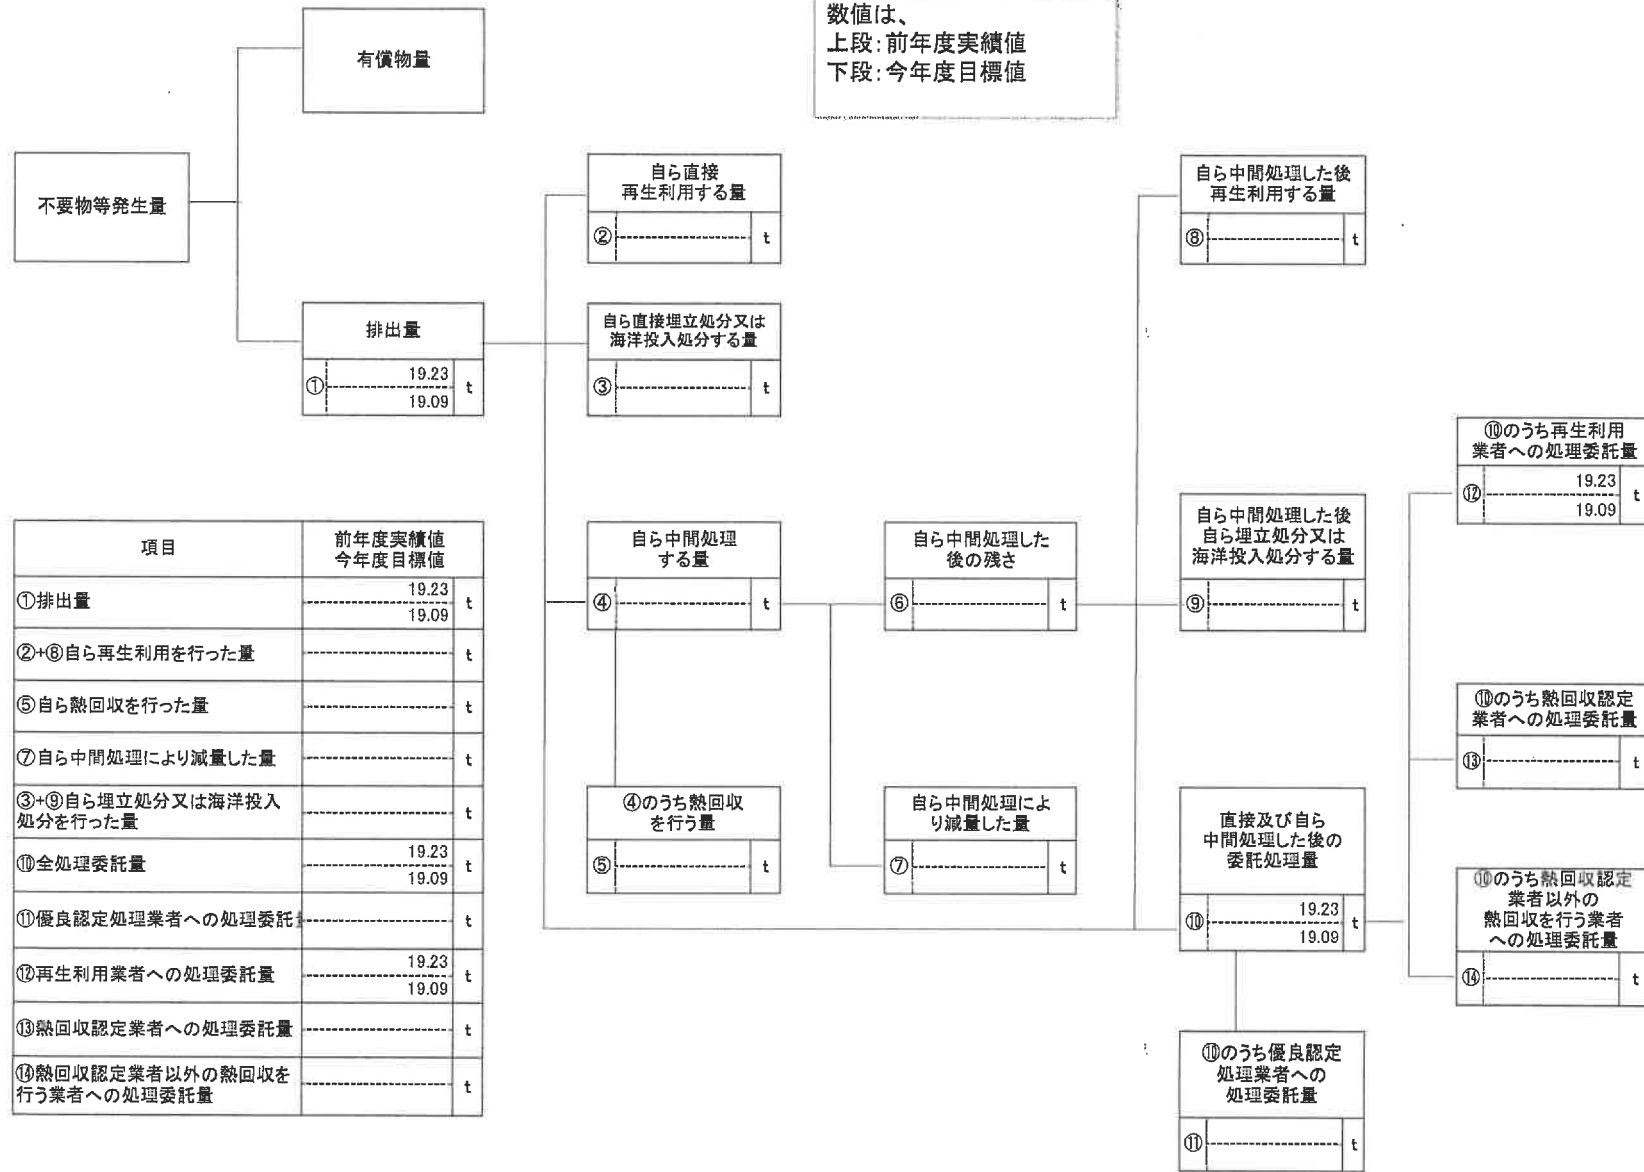 数値は、
上段:前年度実績値
下段:今年度目標値
有償物量
不要物等発生量
排出量
① 19.23 t
19.09
自ら直接
再生利用する量
② t
自ら直接埋立処分又は
海洋投入処分する量
③ t
自ら中間処理
する量
④ t
④のうち熱回収
を行う量
⑤ t
自ら中間処理した
後の残さ
⑥ t
自ら中間処理によ
り減量した量
⑦ t
自ら中間処理した後
再生利用する量
⑧ t
自ら中間処理した後
自ら埋立処分又は
海洋投入処分する量
⑨ t
直接及び自ら
中間処理した後の
委託処理量
⑩ 19.23 t
19.09
⑩のうち優良認定
処理業者への
処理委託量
⑪ t
⑩のうち再生利用
業者への処理委託量
⑫ 19.23 t
19.09
⑩のうち熱回収認定
業者への処理委託量
⑬ t
⑩のうち熱回収認定
業者以外の
熱回収を行う業者
への処理委託量
⑭ t
項目 前年度実績値
今年度目標値
①排出量 19.23 t
19.09
②+⑧自ら再生利用を行った量 t
⑤自ら熱回収を行った量 t
⑦自ら中間処理により減量した量 t
③+⑨自ら埋立処分又は海洋投入
処分を行った量 t
⑩全処理委託量 19.23 t
19.09
⑪優良認定処理業者への処理委託 t
⑫再生利用業者への処理委託量 19.23 t
19.09
⑬熱回収認定業者への処理委託量 t
⑭熱回収認定業者以外の熱回収を
行う業者への処理委託量 t